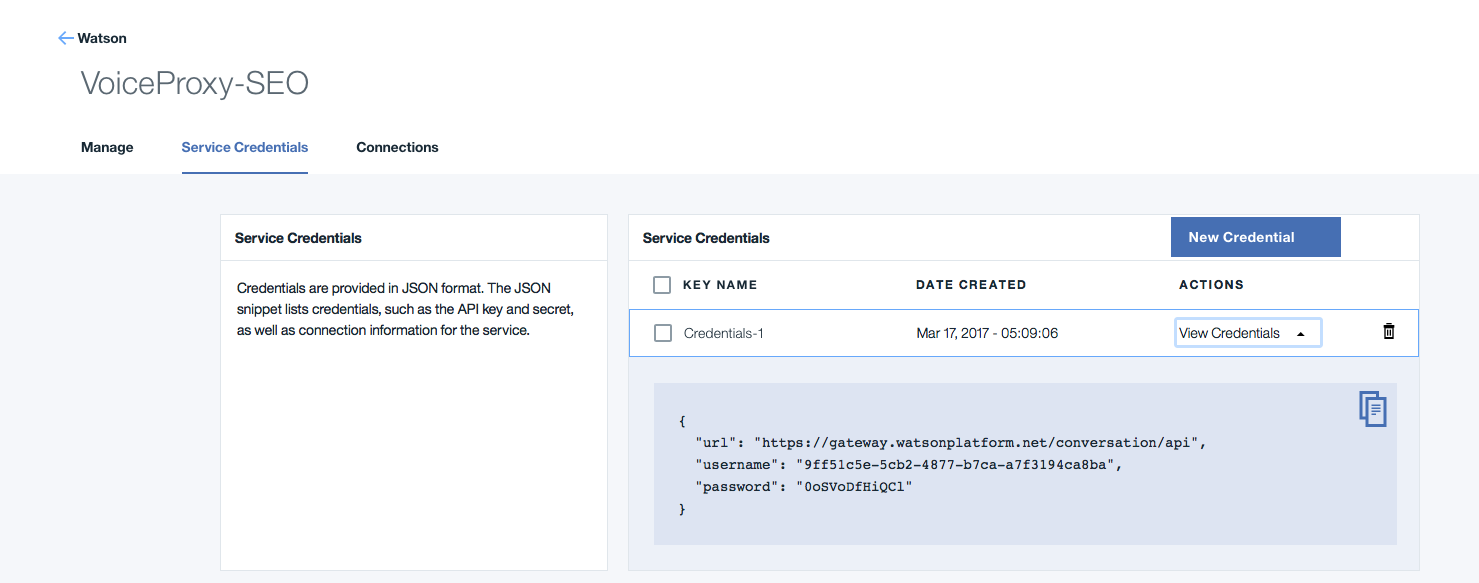 Watson
VoiceProxy-SEO
Manage Service Credentials Connections
Service Credentials
Credentials are provided in JSON format. The JSON
snippet lists credentials, such as the API key and secret,
as well as connection information for the service.
Service Credentials New Credential
KEY NAME DATE CREATED ACTIONS
Credentials-1 Mar 17, 2017 - 05:09:06 View Credentials
{
"url": "https://gateway.watsonplatform.net/conversation/api",
"username": "9ff51c5e-5cb2-4877-b7ca-a7f3194ca8ba",
"password": "0oSVoDfHiQCl"
}